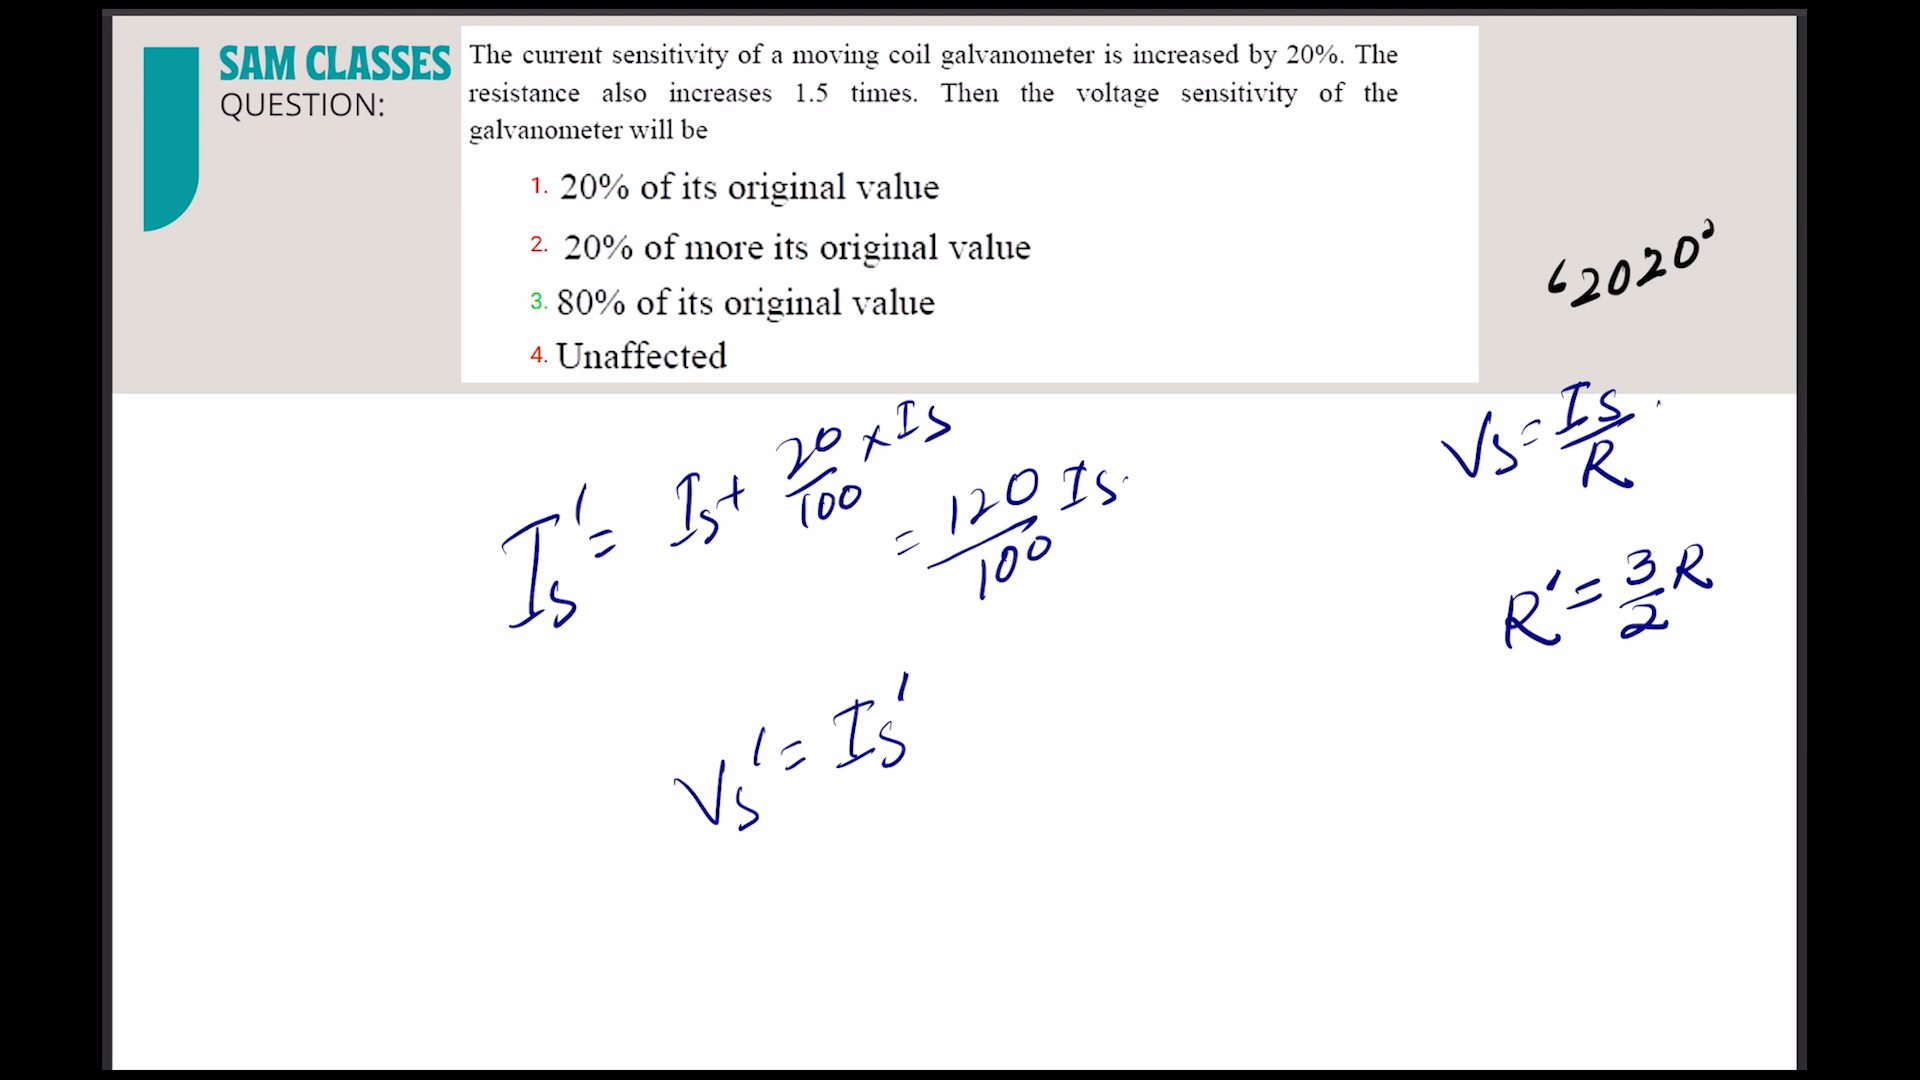 SAM CLASSES
QUESTION:
The current sensitivity of a moving coil galvanometer is increased by 20%. The
resistance also increases 1.5 times. Then the voltage sensitivity of the
galvanometer will be
1. 20% of its original value
2. 20% of more its original value
3. 80% of its original value
4. Unaffected
‘2020’
Vs = Is/R
Is' = Is + 20/100 × Is
= 120/100 Is
R' = 3/2 R
Vs' = Is'